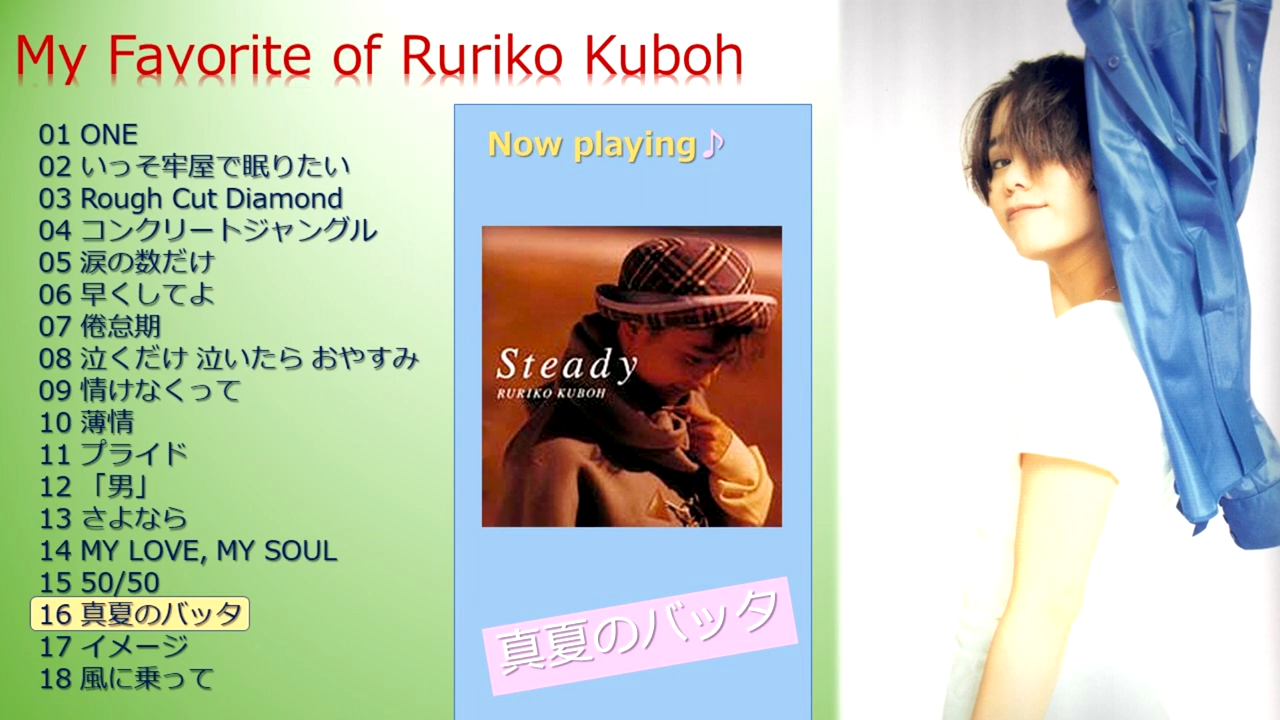 My Favorite of Ruriko Kuboh
01 ONE
02 いっそ牢屋で眠りたい
03 Rough Cut Diamond
04 コンクリートジャングル
05 涙の数だけ
06 早くしてよ
07 倦怠期
08 泣くだけ 泣いたら おやすみ
09 情けなくって
10 薄情
11 プライド
12 「男」
13 さよなら
14 MY LOVE, MY SOUL
15 50/50
16 真夏のバッタ
17 イメージ
18 風に乗って
Now playing♪
Steady
RURIKO KUBOH
真夏のバッタ